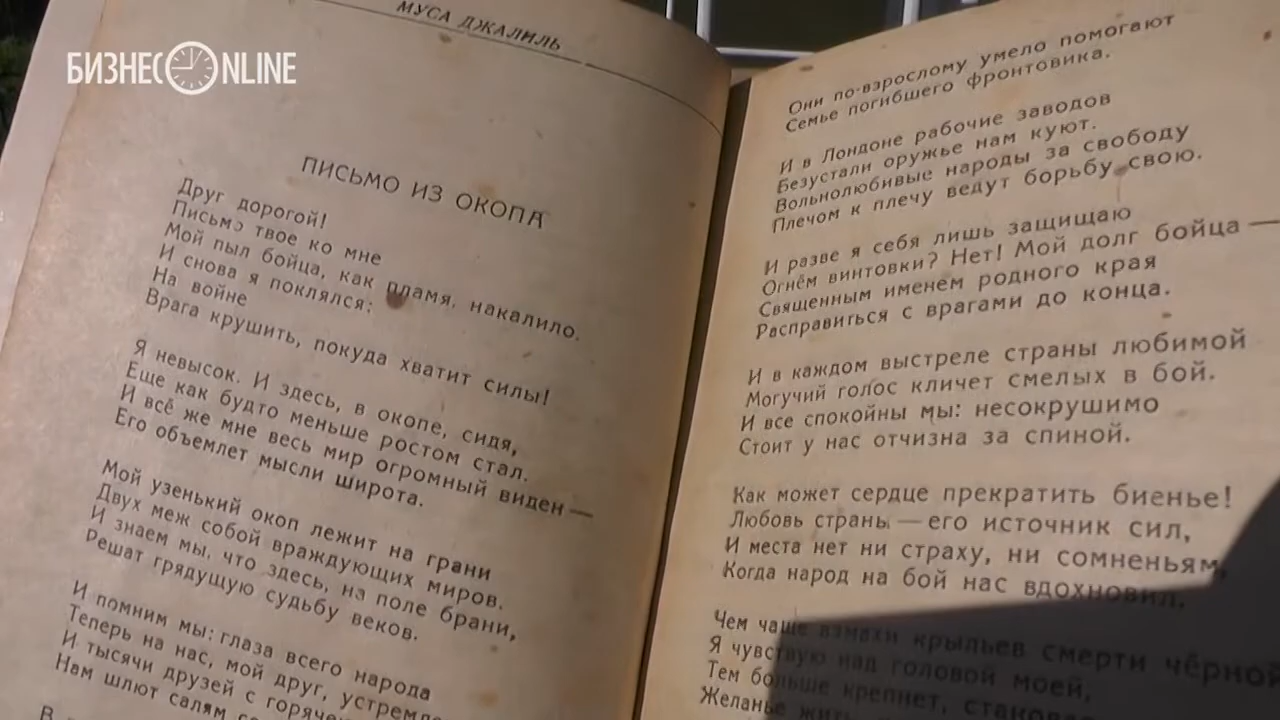 БИЗНЕС ONLINE
МУСА ДЖАЛИЛЬ
ПИСЬМО ИЗ ОКОПА
Друг дорогой!
Письмо твое ко мне
Мой пыл бойца, как пламя, накалило.
И снова я поклялся:
На войне
Врага крушить, покуда хватит силы!
Я невысок. И здесь, в окопе, сидя,
Еще как будто меньше ростом стал.
И всё же мне весь мир огромный виден —
Его объемлет мысли широта.
Мой узенький окоп лежит на грани
Двух меж собой враждующих миров.
И знаем мы, что здесь, на поле брани,
Решат грядущую судьбу веков.
И помним мы: глаза всего народа
Теперь на нас, мой друг,
И тысячи друзей с
Нам шлют салям
В
Они по-взрослому умело помогают
Семье погибшего фронтовика.
И в Лондоне рабочие заводов
Безустали оружье нам куют.
Вольнолюбивые народы за свободу
Плечом к плечу ведут борьбу свою.
И разве я себя лишь защищаю
Огнём винтовки? Нет! Мой долг бойца —
Священным именем родного края
Расправиться с врагами до конца.
И в каждом выстреле страны любимой
Могучий голос кличет смелых в бой.
И все спокойны мы: несокрушимо
Стоит у нас отчизна за спиной.
Как может сердце прекратить биенье!
Любовь страны — его источник сил,
И места нет ни страху, ни сомненьям,
Когда народ на бой нас вдохновил.
Чем чаще взмахи крыльев смерти чёрной
Я чувствую над головой моей,
Тем больше крепнет,
Желанье жить